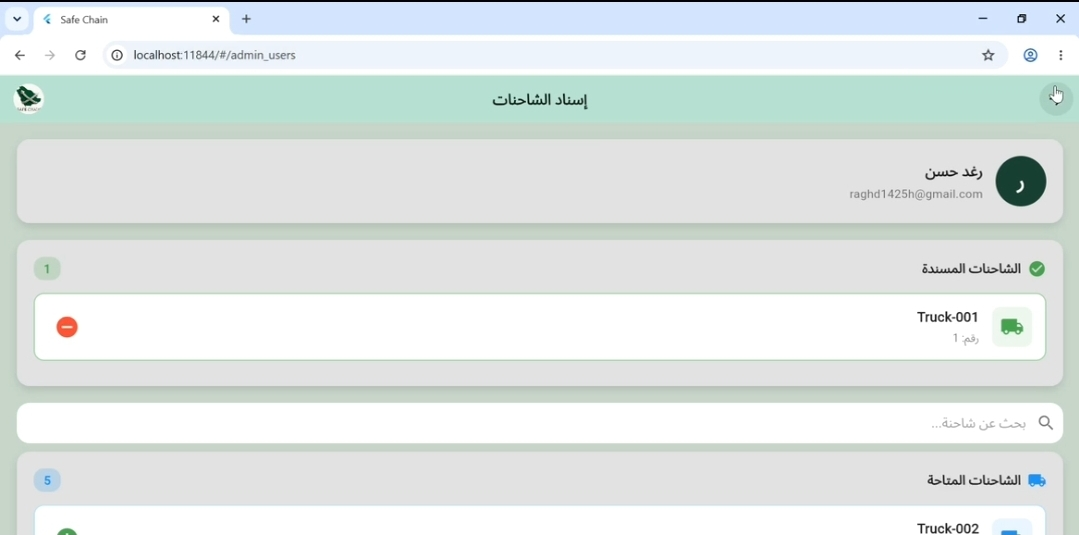 Safe Chain
localhost:11844/#/admin_users
إسناد الشاحنات
رغد حسن
ر
raghd1425h@gmail.com
الشاحنات المسندة
1
Truck-001
رقم: 1
بحث عن شاحنة...
الشاحنات المتاحة
5
Truck-002